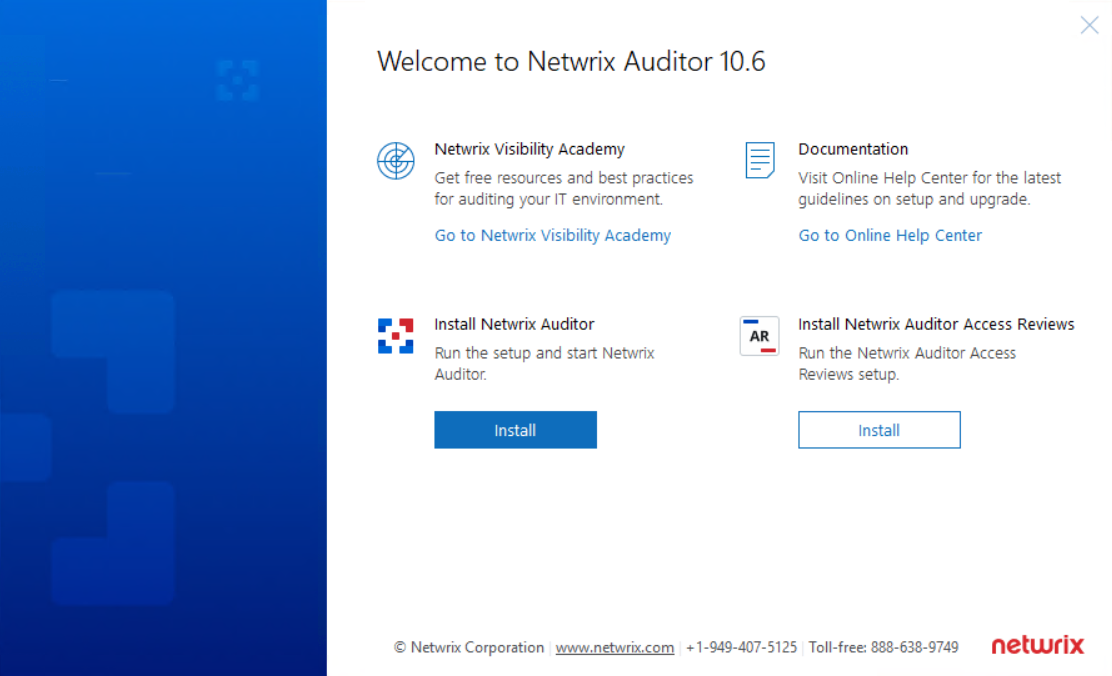 Welcome to Netwrix Auditor 10.6
Netwrix Visibility Academy
Get free resources and best practices
for auditing your IT environment.
Go to Netwrix Visibility Academy
Documentation
Visit Online Help Center for the latest
guidelines on setup and upgrade.
Go to Online Help Center
Install Netwrix Auditor
Run the setup and start Netwrix
Auditor.
Install
AR
Install Netwrix Auditor Access Reviews
Run the Netwrix Auditor Access
Reviews setup.
Install
© Netwrix Corporation | www.netwrix.com | +1-949-407-5125 | Toll-free: 888-638-9749
netwrix